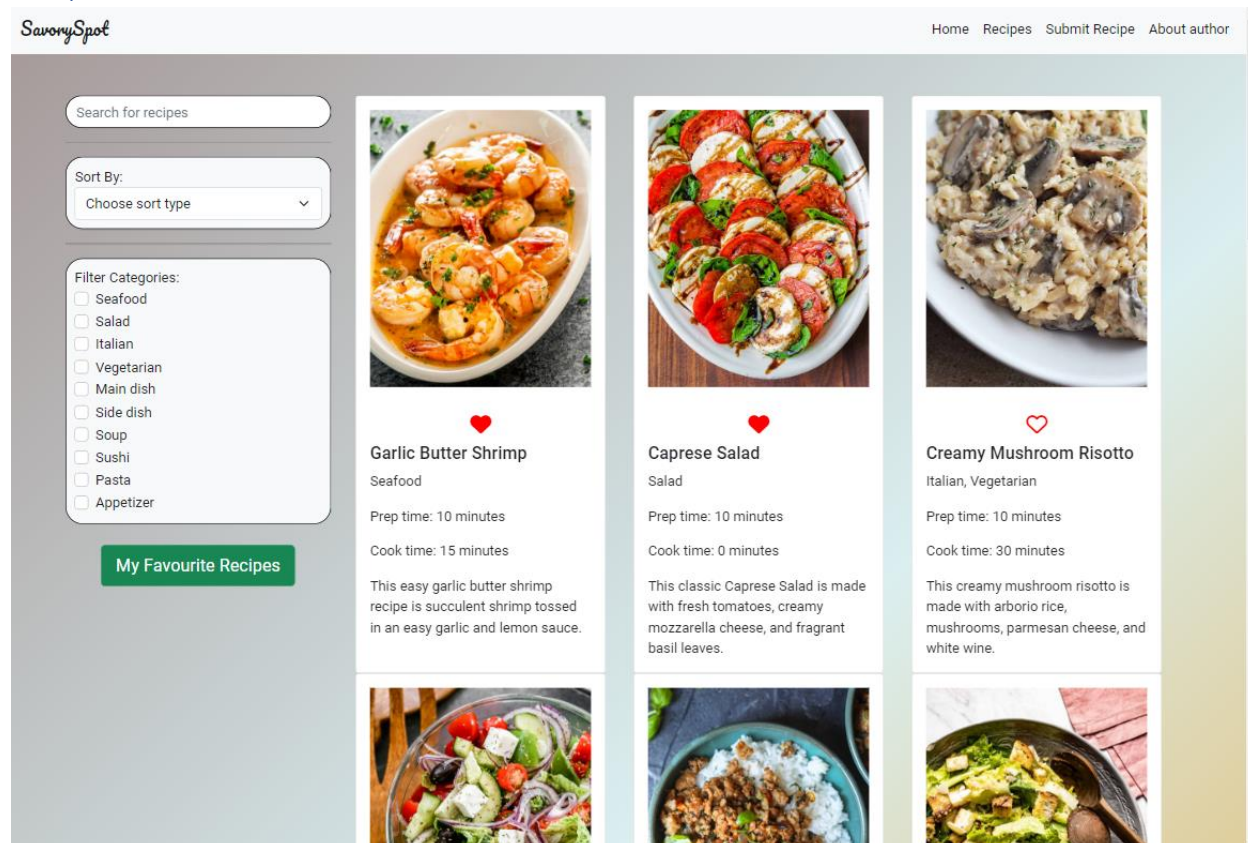 SavorySpot
Home Recipes Submit Recipe About author
Search for recipes
Sort By:
Choose sort type
Filter Categories:
Seafood
Salad
Italian
Vegetarian
Main dish
Side dish
Soup
Sushi
Pasta
Appetizer
My Favourite Recipes
Garlic Butter Shrimp
Seafood
Prep time: 10 minutes
Cook time: 15 minutes
This easy garlic butter shrimp
recipe is succulent shrimp tossed
in an easy garlic and lemon sauce.
Caprese Salad
Salad
Prep time: 10 minutes
Cook time: 0 minutes
This classic Caprese Salad is made
with fresh tomatoes, creamy
mozzarella cheese, and fragrant
basil leaves.
Creamy Mushroom Risotto
Italian, Vegetarian
Prep time: 10 minutes
Cook time: 30 minutes
This creamy mushroom risotto is
made with arborio rice,
mushrooms, parmesan cheese, and
white wine.